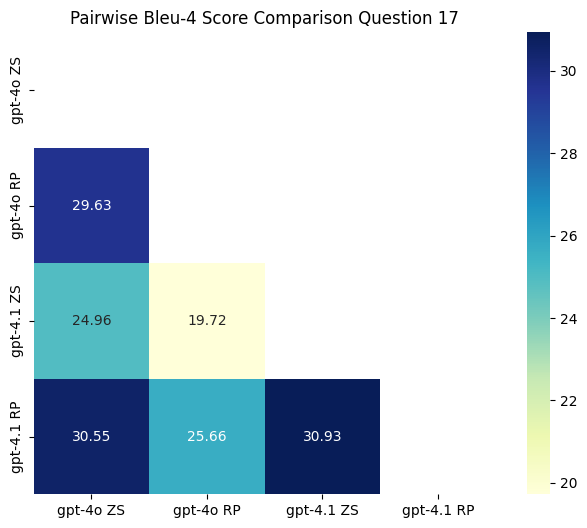 Pairwise Bleu-4 Score Comparison Question 17
gpt-4o ZS
gpt-4o RP
gpt-4.1 ZS
gpt-4.1 RP
29.63
24.96 19.72
30.55 25.66 30.93
gpt-4o ZS gpt-4o RP gpt-4.1 ZS gpt-4.1 RP
30
28
26
24
22
20